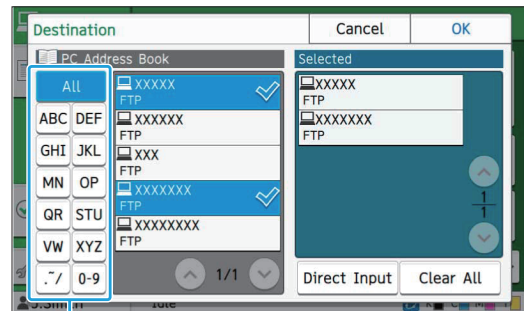 Destination
Cancel
OK
PC Address Book
Selected
All
ABC DEF
GHI JKL
MN OP
QR STU
VW XYZ
.˜/ 0-9
XXXXX
FTP
XXXXXX
FTP
XXX
FTP
XXXXXXX
FTP
XXXXXXXX
FTP
1/1
XXXXX
FTP
XXXXXXX
FTP
1
1
Direct Input
Clear All